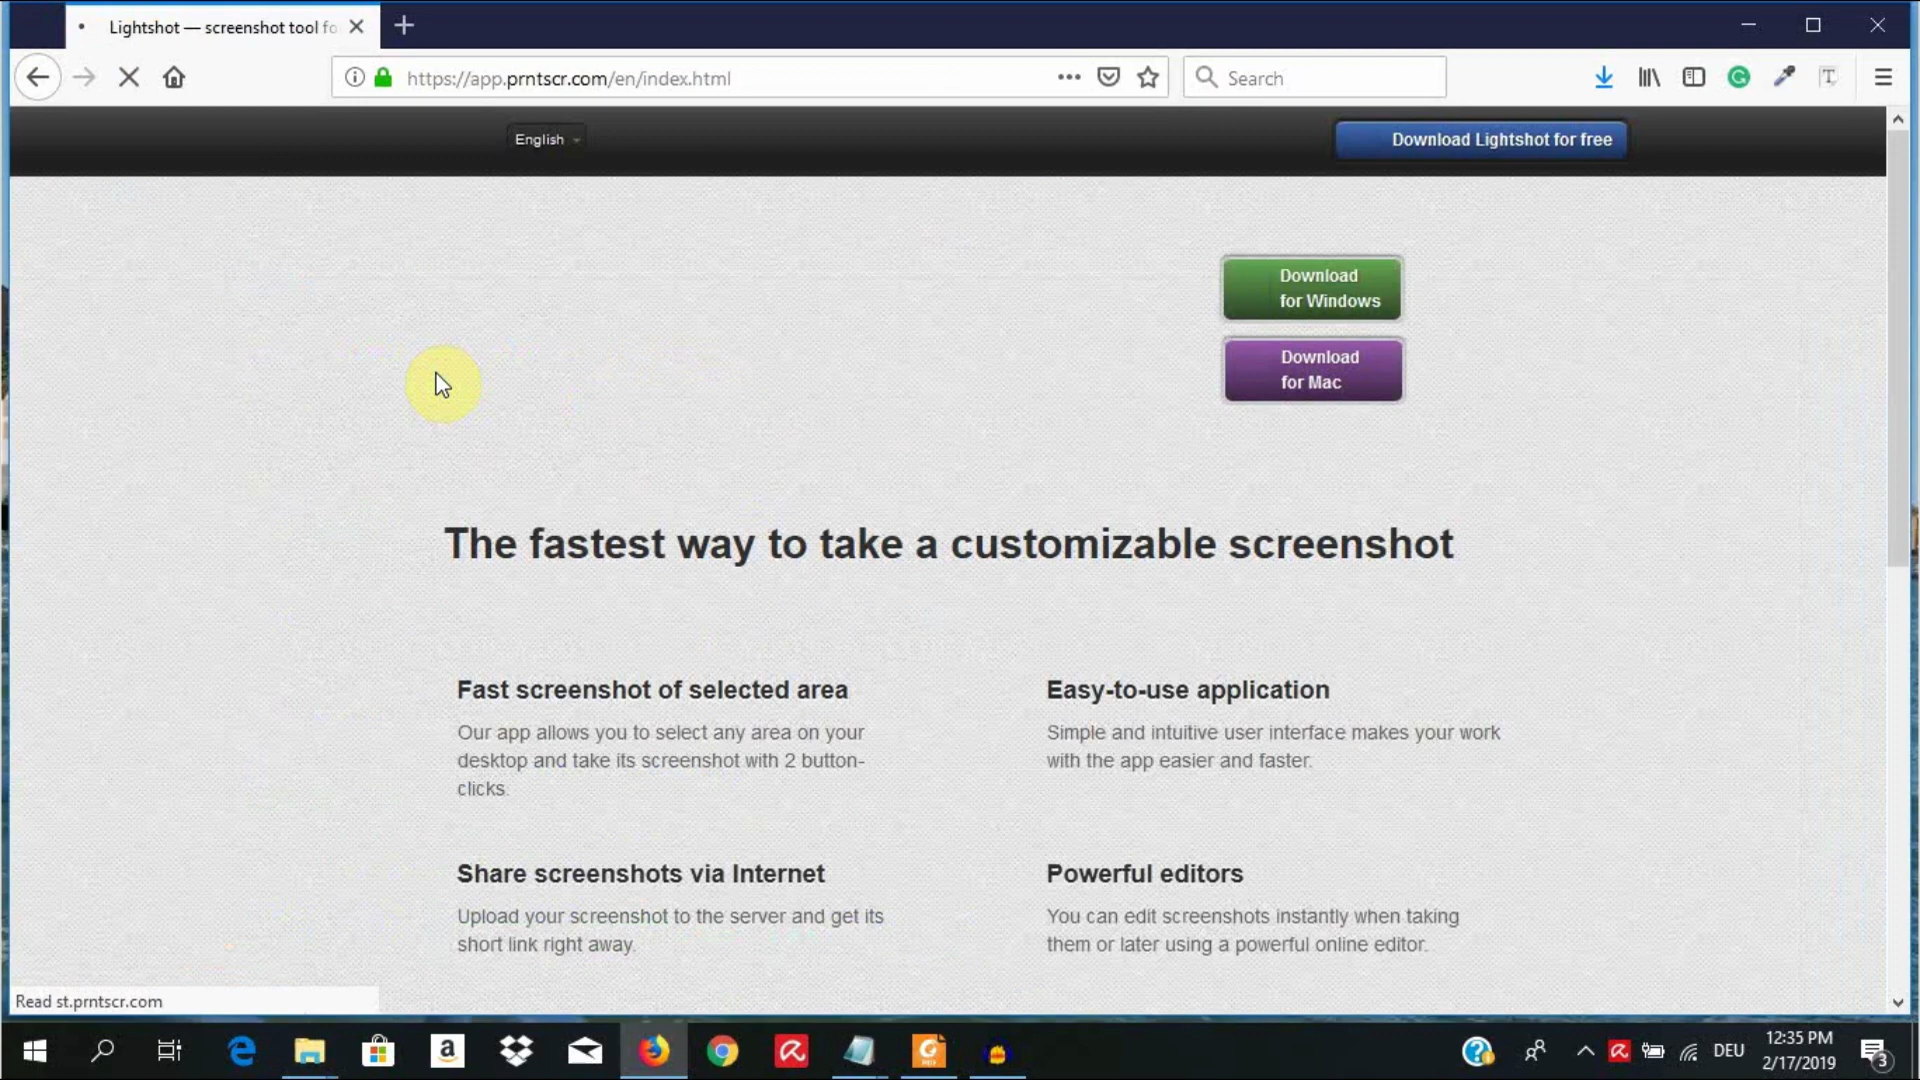 Lightshot — screenshot tool fo
https://app.prntscr.com/en/index.html
Search
T
English
Download Lightshot for free
Download
for Windows
Download
for Mac
The fastest way to take a customizable screenshot
Fast screenshot of selected area
Our app allows you to select any area on your
desktop and take its screenshot with 2 button-
clicks.
Easy-to-use application
Simple and intuitive user interface makes your work
with the app easier and faster.
Share screenshots via Internet
Upload your screenshot to the server and get its
short link right away.
Powerful editors
You can edit screenshots instantly when taking
them or later using a powerful online editor.
Read st.prntscr.com
DEU
12:35 PM
2/17/2019
3